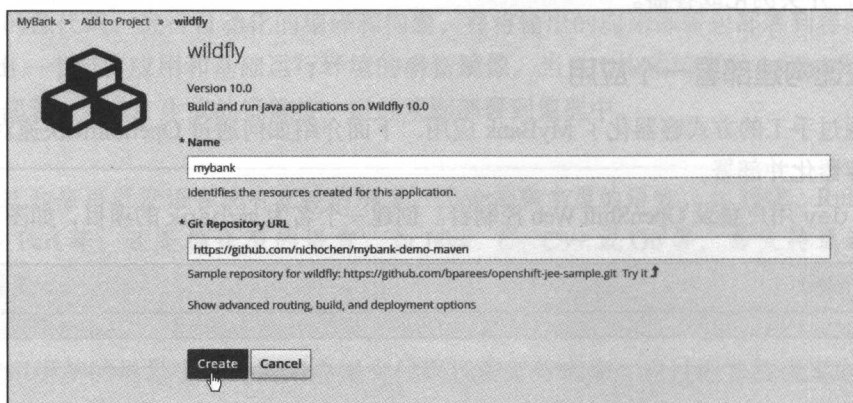 MyBank » Add to Project » wildfly
wildfly
Version 10.0
Build and run Java applications on Wildfly 10.0
* Name
mybank
Identifies the resources created for this application.
* Git Repository URL
https://github.com/nichochen/mybank-demo-maven
Sample repository for wildfly: https://github.com/bparees/openshift-jee-sample.git Try it
Show advanced routing, build, and deployment options
Create
Cancel